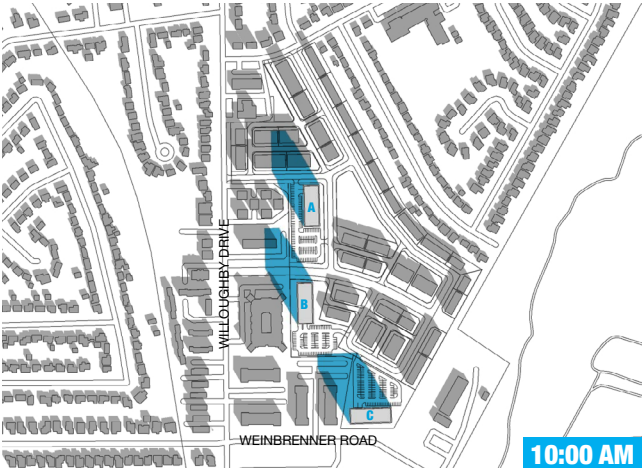 A
WILLOUGHBY DRIVE
B
C
WEINBRENNER ROAD
10:00 AM